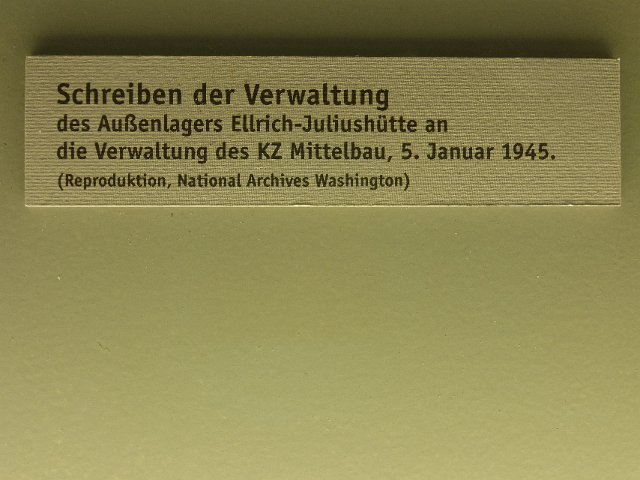 Schreiben der Verwaltung
des Außenlagers Ellrich-Juliushütte an
die Verwaltung des KZ Mittelbau, 5. Januar 1945.
(Reproduktion, National Archives Washington)